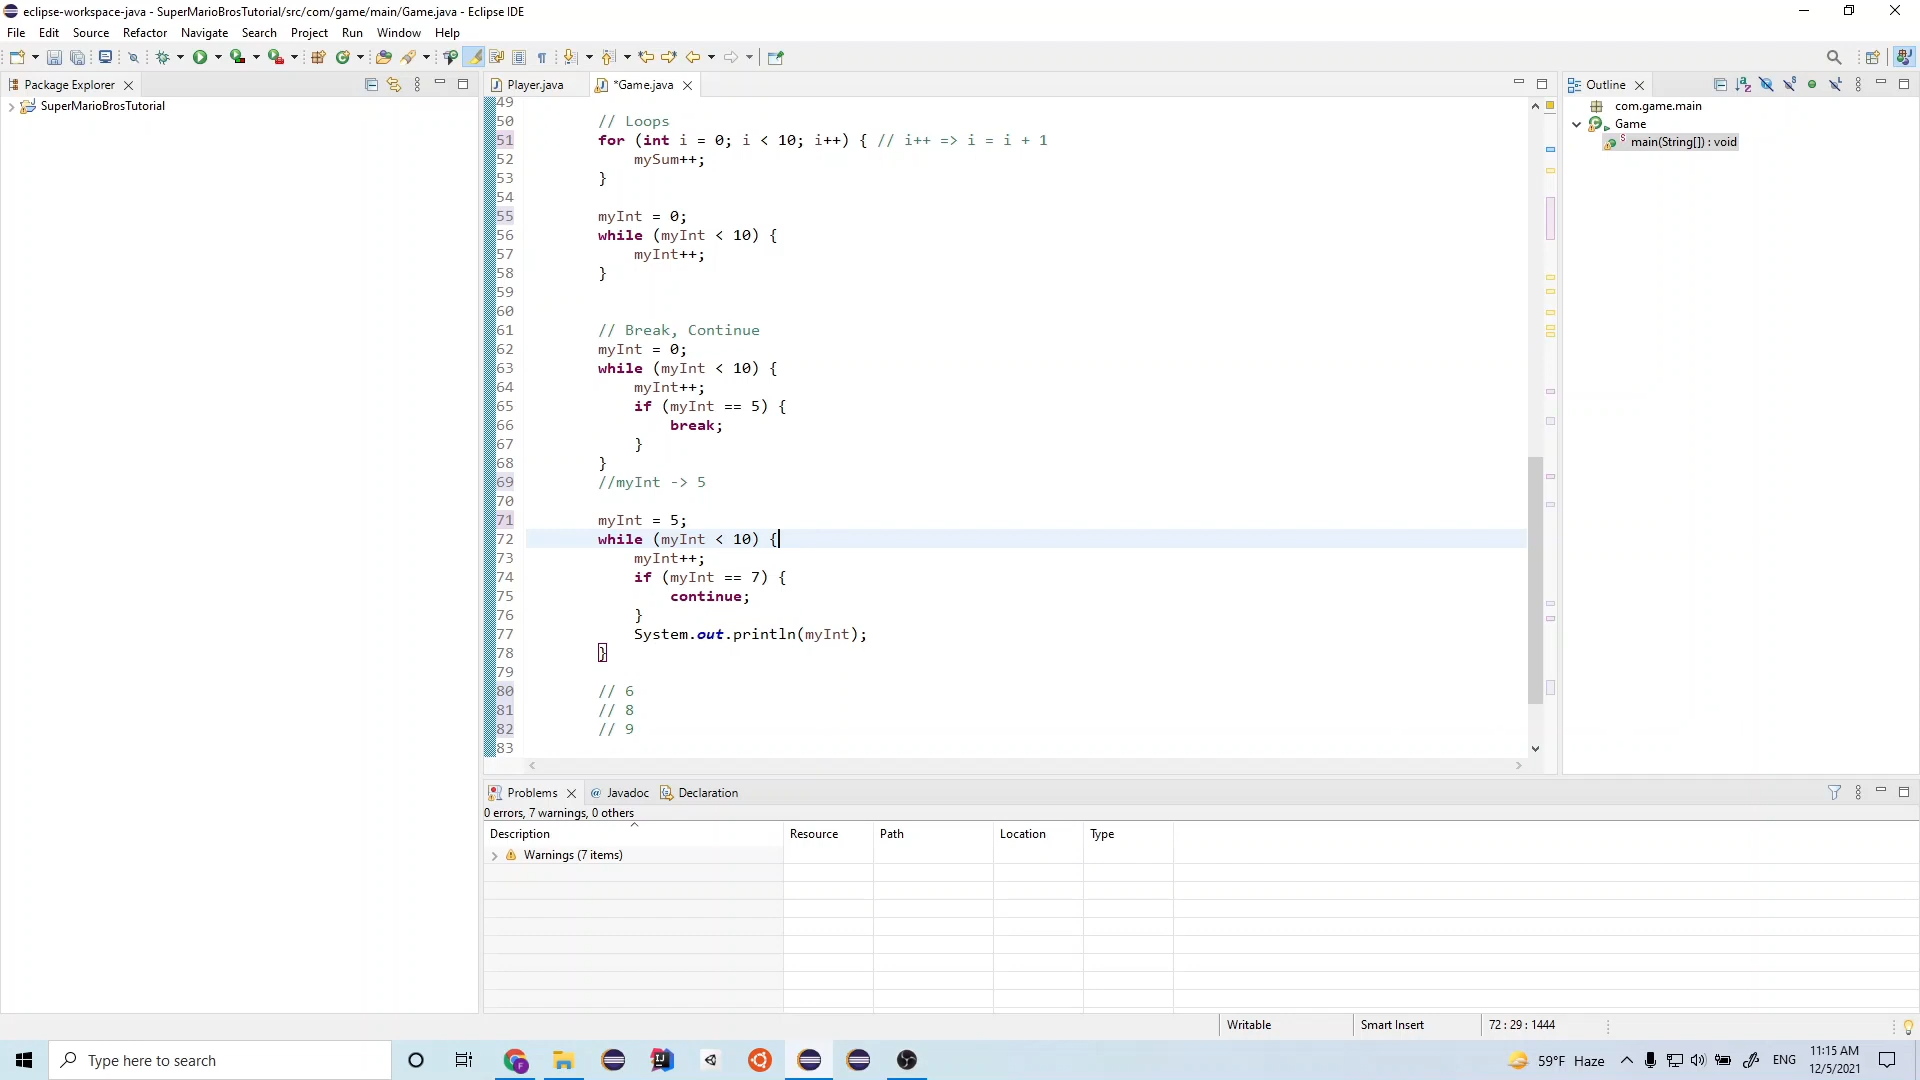 eclipse-workspace-java - SuperMarioBrosTutorial/src/com/game/main/Game.java - Eclipse IDE
File Edit Source Refactor Navigate Search Project Run Window Help
Package Explorer
SuperMarioBrosTutorial
Player.java *Game.java
49
50 // Loops
51 for (int i = 0; i < 10; i++) { // i++ => i = i + 1
52 mySum++;
53 }
54
55 myInt = 0;
56 while (myInt < 10) {
57 myInt++;
58 }
59
60
61 // Break, Continue
62 myInt = 0;
63 while (myInt < 10) {
64 myInt++;
65 if (myInt == 5) {
66 break;
67 }
68 }
69 //myInt -> 5
70
71 myInt = 5;
72 while (myInt < 10) {
73 myInt++;
74 if (myInt == 7) {
75 continue;
76 }
77 System.out.println(myInt);
78 }
79
80 // 6
81 // 8
82 // 9
83
Outline
com.game.main
Game
main(String[]) : void
Problems Javadoc Declaration
0 errors, 7 warnings, 0 others
Description Resource Path Location Type
Warnings (7 items)
Writable Smart Insert 72 : 29 : 1444
Type here to search
59°F Haze ENG 11:15 AM
12/5/2021